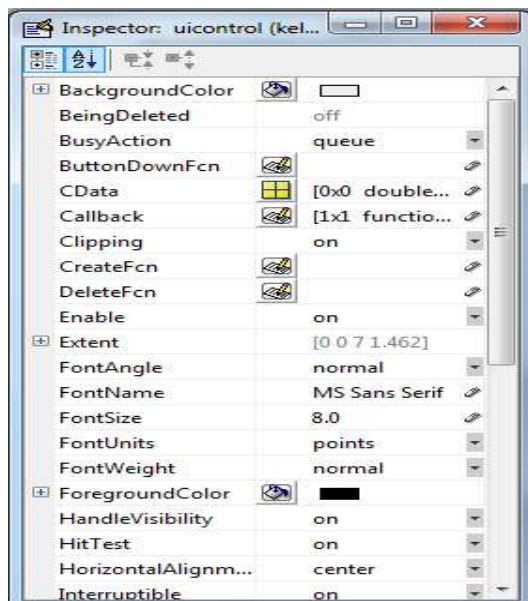 Inspector: uicontrol (kel...
BackgroundColor
BeingDeleted off
BusyAction queue
ButtonDownFcn
CData [0x0 double...
Callback [1x1 functio...
Clipping on
CreateFcn
DeleteFcn
Enable on
Extent [0 0 7 1.462]
FontAngle normal
FontName MS Sans Serif
FontSize 8.0
FontUnits points
FontWeight normal
ForegroundColor
HandleVisibility on
HitTest on
HorizontalAlignm... center
Interruptible on